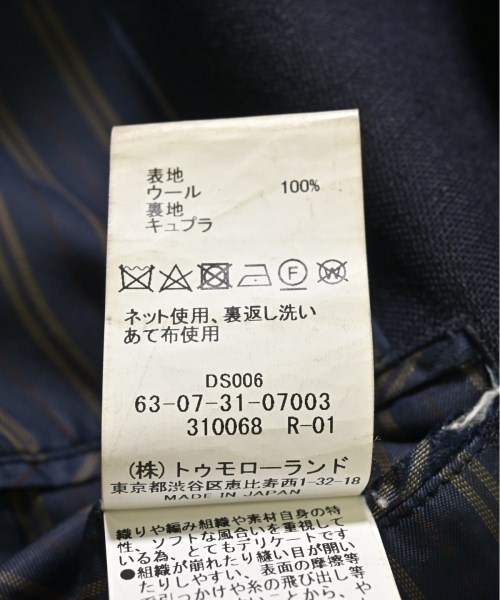 表地
ウール 100%
裏地
キュプラ
F W
ネット使用、裏返し洗い
あて布使用
DS006
63-07-31-07003
310068 R-01
(株)トゥモローランド
東京都渋谷区恵比寿西1-32-18
MADE IN JAPAN
織りや編み組織や素材自身の特
性、ソフトな風合いを重視して
いる為、とてもデリケートです
●組織が崩れたり縫い目が開い
たりしやすい、表面の摩擦等
で引っかけや糸の飛び出し等